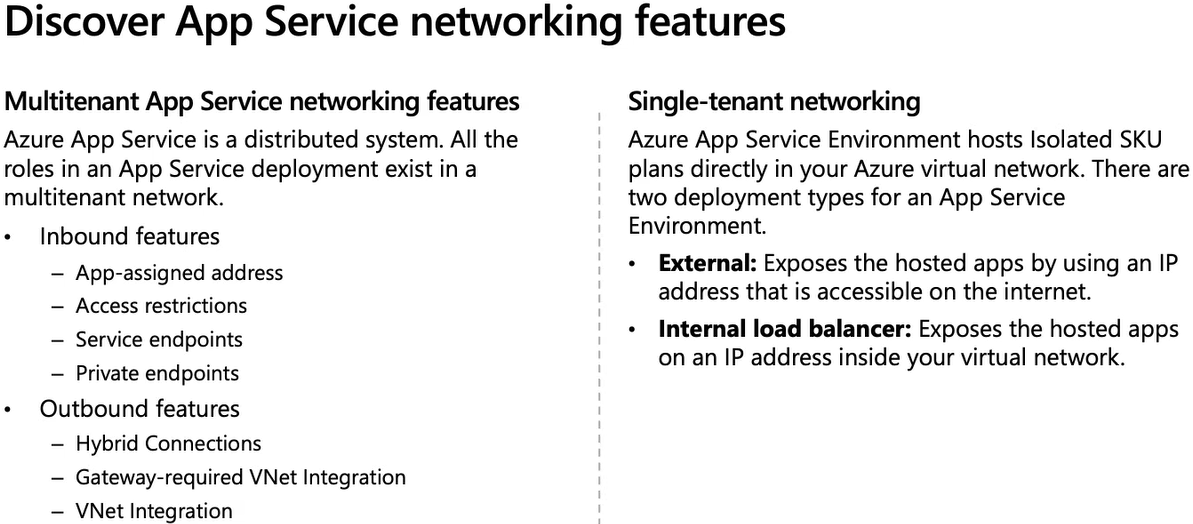 Discover App Service networking features
Multitenant App Service networking features
Azure App Service is a distributed system. All the
roles in an App Service deployment exist in a
multitenant network.
• Inbound features
– App-assigned address
– Access restrictions
– Service endpoints
– Private endpoints
• Outbound features
– Hybrid Connections
– Gateway-required VNet Integration
– VNet Integration
Single-tenant networking
Azure App Service Environment hosts Isolated SKU
plans directly in your Azure virtual network. There are
two deployment types for an App Service
Environment.
• External: Exposes the hosted apps by using an IP
address that is accessible on the internet.
• Internal load balancer: Exposes the hosted apps
on an IP address inside your virtual network.